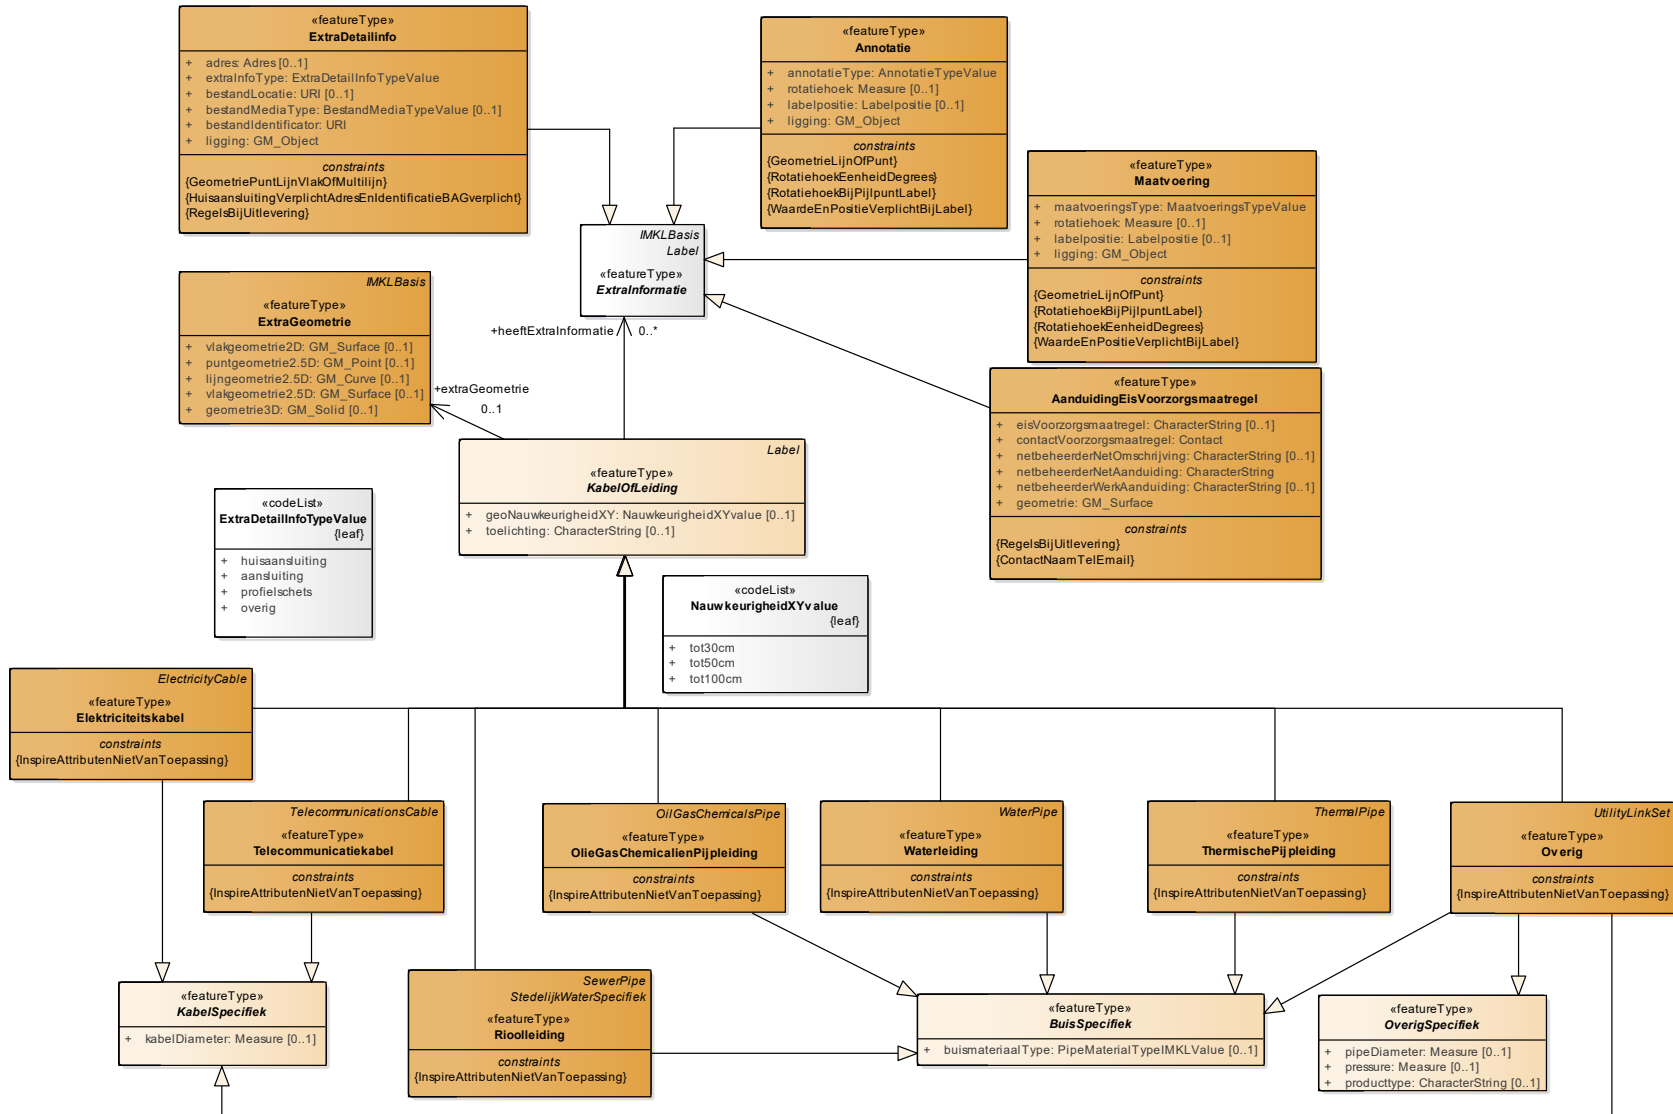 «featureType»
ExtraDetailinfo
+ adres: Adres [0..1]
+ extraInfoType: ExtraDetailInfoTypeValue
+ bestandLocatie: URI [0..1]
+ bestandMediaType: BestandMediaTypeValue [0..1]
+ bestandIdentificator: URI
+ ligging: GM_Object
constraints
{GeometriePuntLijnVlakOfMultilijn}
{HuisaansluitingVerplichtAdresEnIdentificatieBAGverplicht}
{RegelsBijUitlevering}
«featureType»
Annotatie
+ annotatieType: AnnotatieTypeValue
+ rotatiehoek: Measure [0..1]
+ labelpositie: Labelpositie [0..1]
+ ligging: GM_Object
constraints
{GeometrieLijnOfPunt}
{RotatiehoekEenheidDegrees}
{RotatiehoekBijPijlpuntLabel}
{WaardeEnPositieVerplichtBijLabel}
«featureType»
Maatvoering
+ maatvoeringsType: MaatvoeringsTypeValue
+ rotatiehoek: Measure [0..1]
+ labelpositie: Labelpositie [0..1]
+ ligging: GM_Object
constraints
{GeometrieLijnOfPunt}
{RotatiehoekBijPijlpuntLabel}
{RotatiehoekEenheidDegrees}
{WaardeEnPositieVerplichtBijLabel}
IMKLBasis
Label
«featureType»
ExtraInformatie
IMKLBasis
«featureType»
ExtraGeometrie
+ vlakgeometrie2D: GM_Surface [0..1]
+ puntgeometrie2.5D: GM_Point [0..1]
+ lijngeometrie2.5D: GM_Curve [0..1]
+ vlakgeometrie2.5D: GM_Surface [0..1]
+ geometrie3D: GM_Solid [0..1]
+heeftExtraInformatie 0..*
+extraGeometrie
0..1
«featureType»
AanduidingEisVoorzorgsmaatregel
+ eisVoorzorgsmaatregel: CharacterString [0..1]
+ contactVoorzorgsmaatregel: Contact
+ netbeheerderNetOmschrijving: CharacterString [0..1]
+ netbeheerderNetAanduiding: CharacterString
+ netbeheerderWerkAanduiding: CharacterString [0..1]
+ geometrie: GM_Surface
constraints
{RegelsBijUitlevering}
{ContactNaamTelEmail}
Label
«featureType»
KabelOfLeiding
+ geoNauwkeurigheidXY: NauwkeurigheidXYvalue [0..1]
+ toelichting: CharacterString [0..1]
«codeList»
ExtraDetailInfoTypeValue
{leaf}
+ huisaansluiting
+ aansluiting
+ profielschets
+ overig
«codeList»
NauwkeurigheidXYvalue
{leaf}
+ tot30cm
+ tot50cm
+ tot100cm
ElectricityCable
«featureType»
Elektriciteitskabel
constraints
{InspireAttributenNietVanToepassing}
TelecommunicationsCable
«featureType»
Telecommunicatiekabel
constraints
{InspireAttributenNietVanToepassing}
OilGasChemicalsPipe
«featureType»
OlieGasChemicalienPijpleiding
constraints
{InspireAttributenNietVanToepassing}
WaterPipe
«featureType»
Waterleiding
constraints
{InspireAttributenNietVanToepassing}
ThermalPipe
«featureType»
ThermischePijpleiding
constraints
{InspireAttributenNietVanToepassing}
UtilityLinkSet
«featureType»
Overig
constraints
{InspireAttributenNietVanToepassing}
«featureType»
KabelSpecifiek
+ kabelDiameter: Measure [0..1]
SewerPipe
StedelijkWaterSpecifiek
«featureType»
Rioolleiding
constraints
{InspireAttributenNietVanToepassing}
«featureType»
BuisSpecifiek
+ buismateriaalType: PipeMaterialTypeIMKLValue [0..1]
«featureType»
OverigSpecifiek
+ pipeDiameter: Measure [0..1]
+ pressure: Measure [0..1]
+ producttype: CharacterString [0..1]